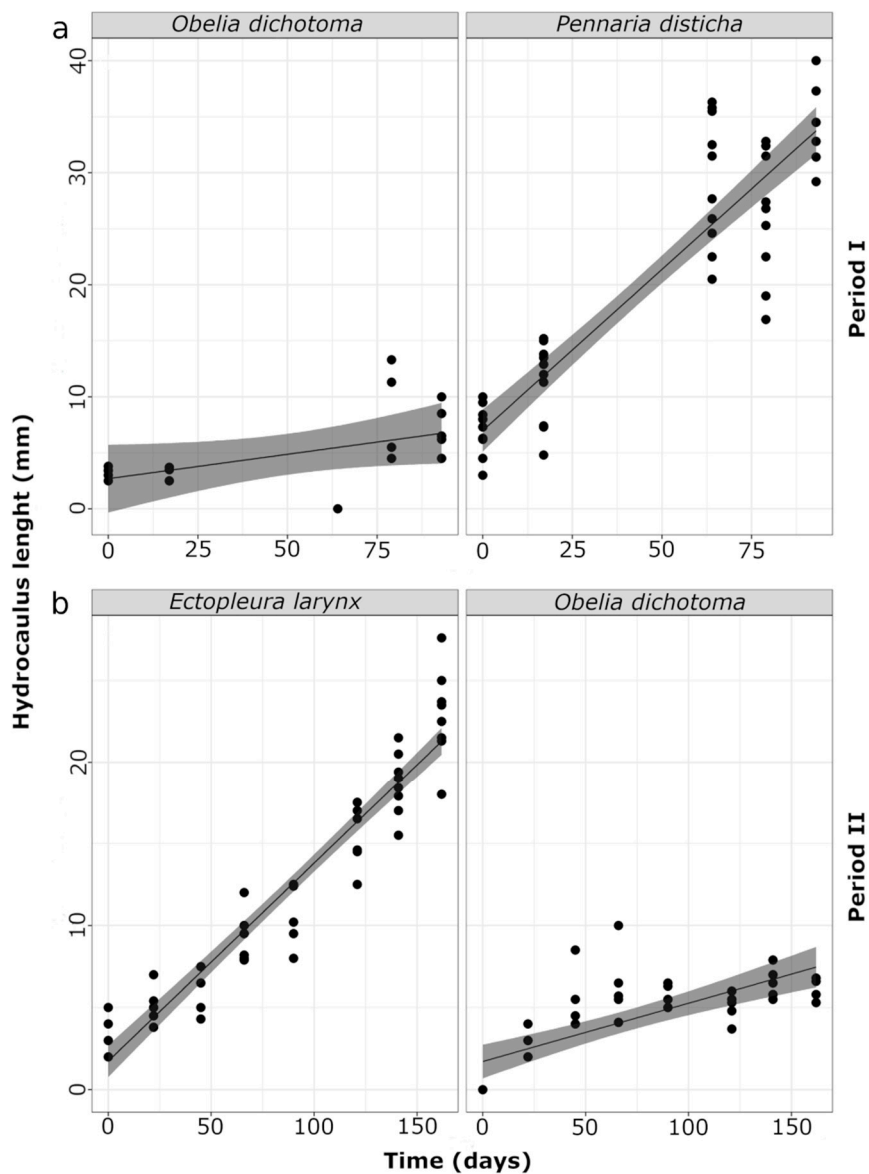 a
Obelia dichotoma Pennaria disticha
40
30
20
10
0
0 25 50 75 0 25 50 75
Period I
Hydrocaulus lenght (mm)
b
Ectopleura larynx Obelia dichotoma
20
10
0
0 50 100 150 0 50 100 150
Period II
Time (days)